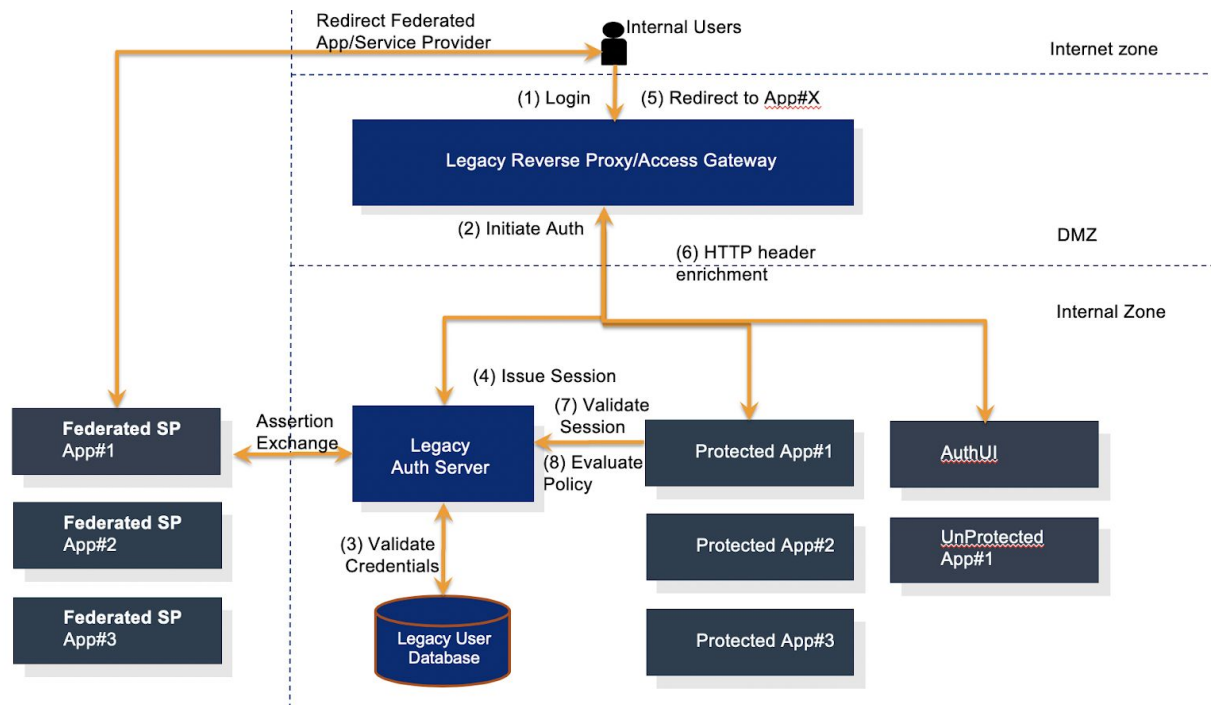 Redirect Federated
App/Service Provider
Internal Users
Internet zone
(1) Login
(5) Redirect to App#X
Legacy Reverse Proxy/Access Gateway
(2) Initiate Auth
DMZ
(6) HTTP header
enrichment
Internal Zone
(4) Issue Session
(7) Validate
Session
Federated SP
App#1
Assertion
Exchange
Legacy
Auth Server
(8) Evaluate
Policy
Protected App#1
AuthUI
Federated SP
App#2
(3) Validate
Credentials
Protected App#2
UnProtected
App#1
Federated SP
App#3
Legacy User
Database
Protected App#3